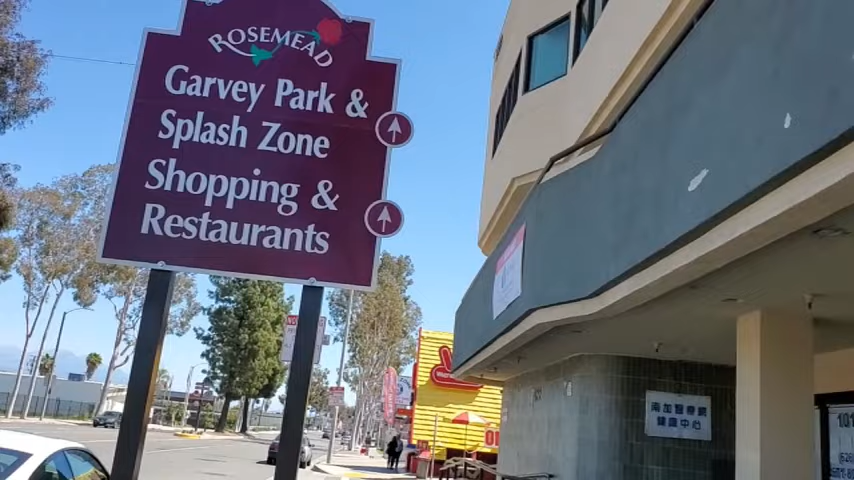 ROSEMEAD
GARVEY PARK &
SPLASH ZONE
SHOPPING &
RESTAURANTS
南加醫療網
健康中心
101